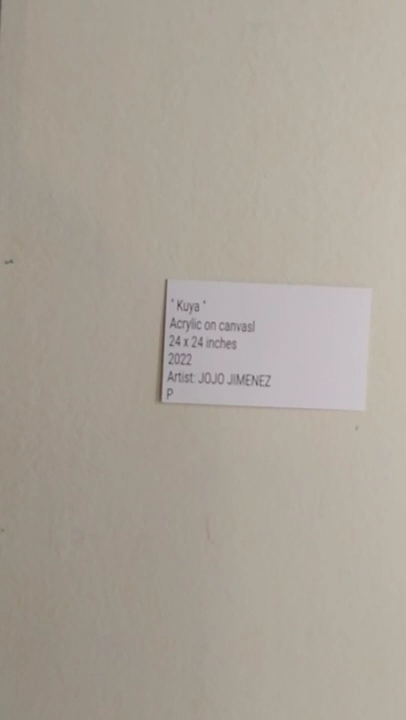 " Kuya "
Acrylic on canvasl
24 x 24 inches
2022
Artist: JOJO JIMENEZ
P